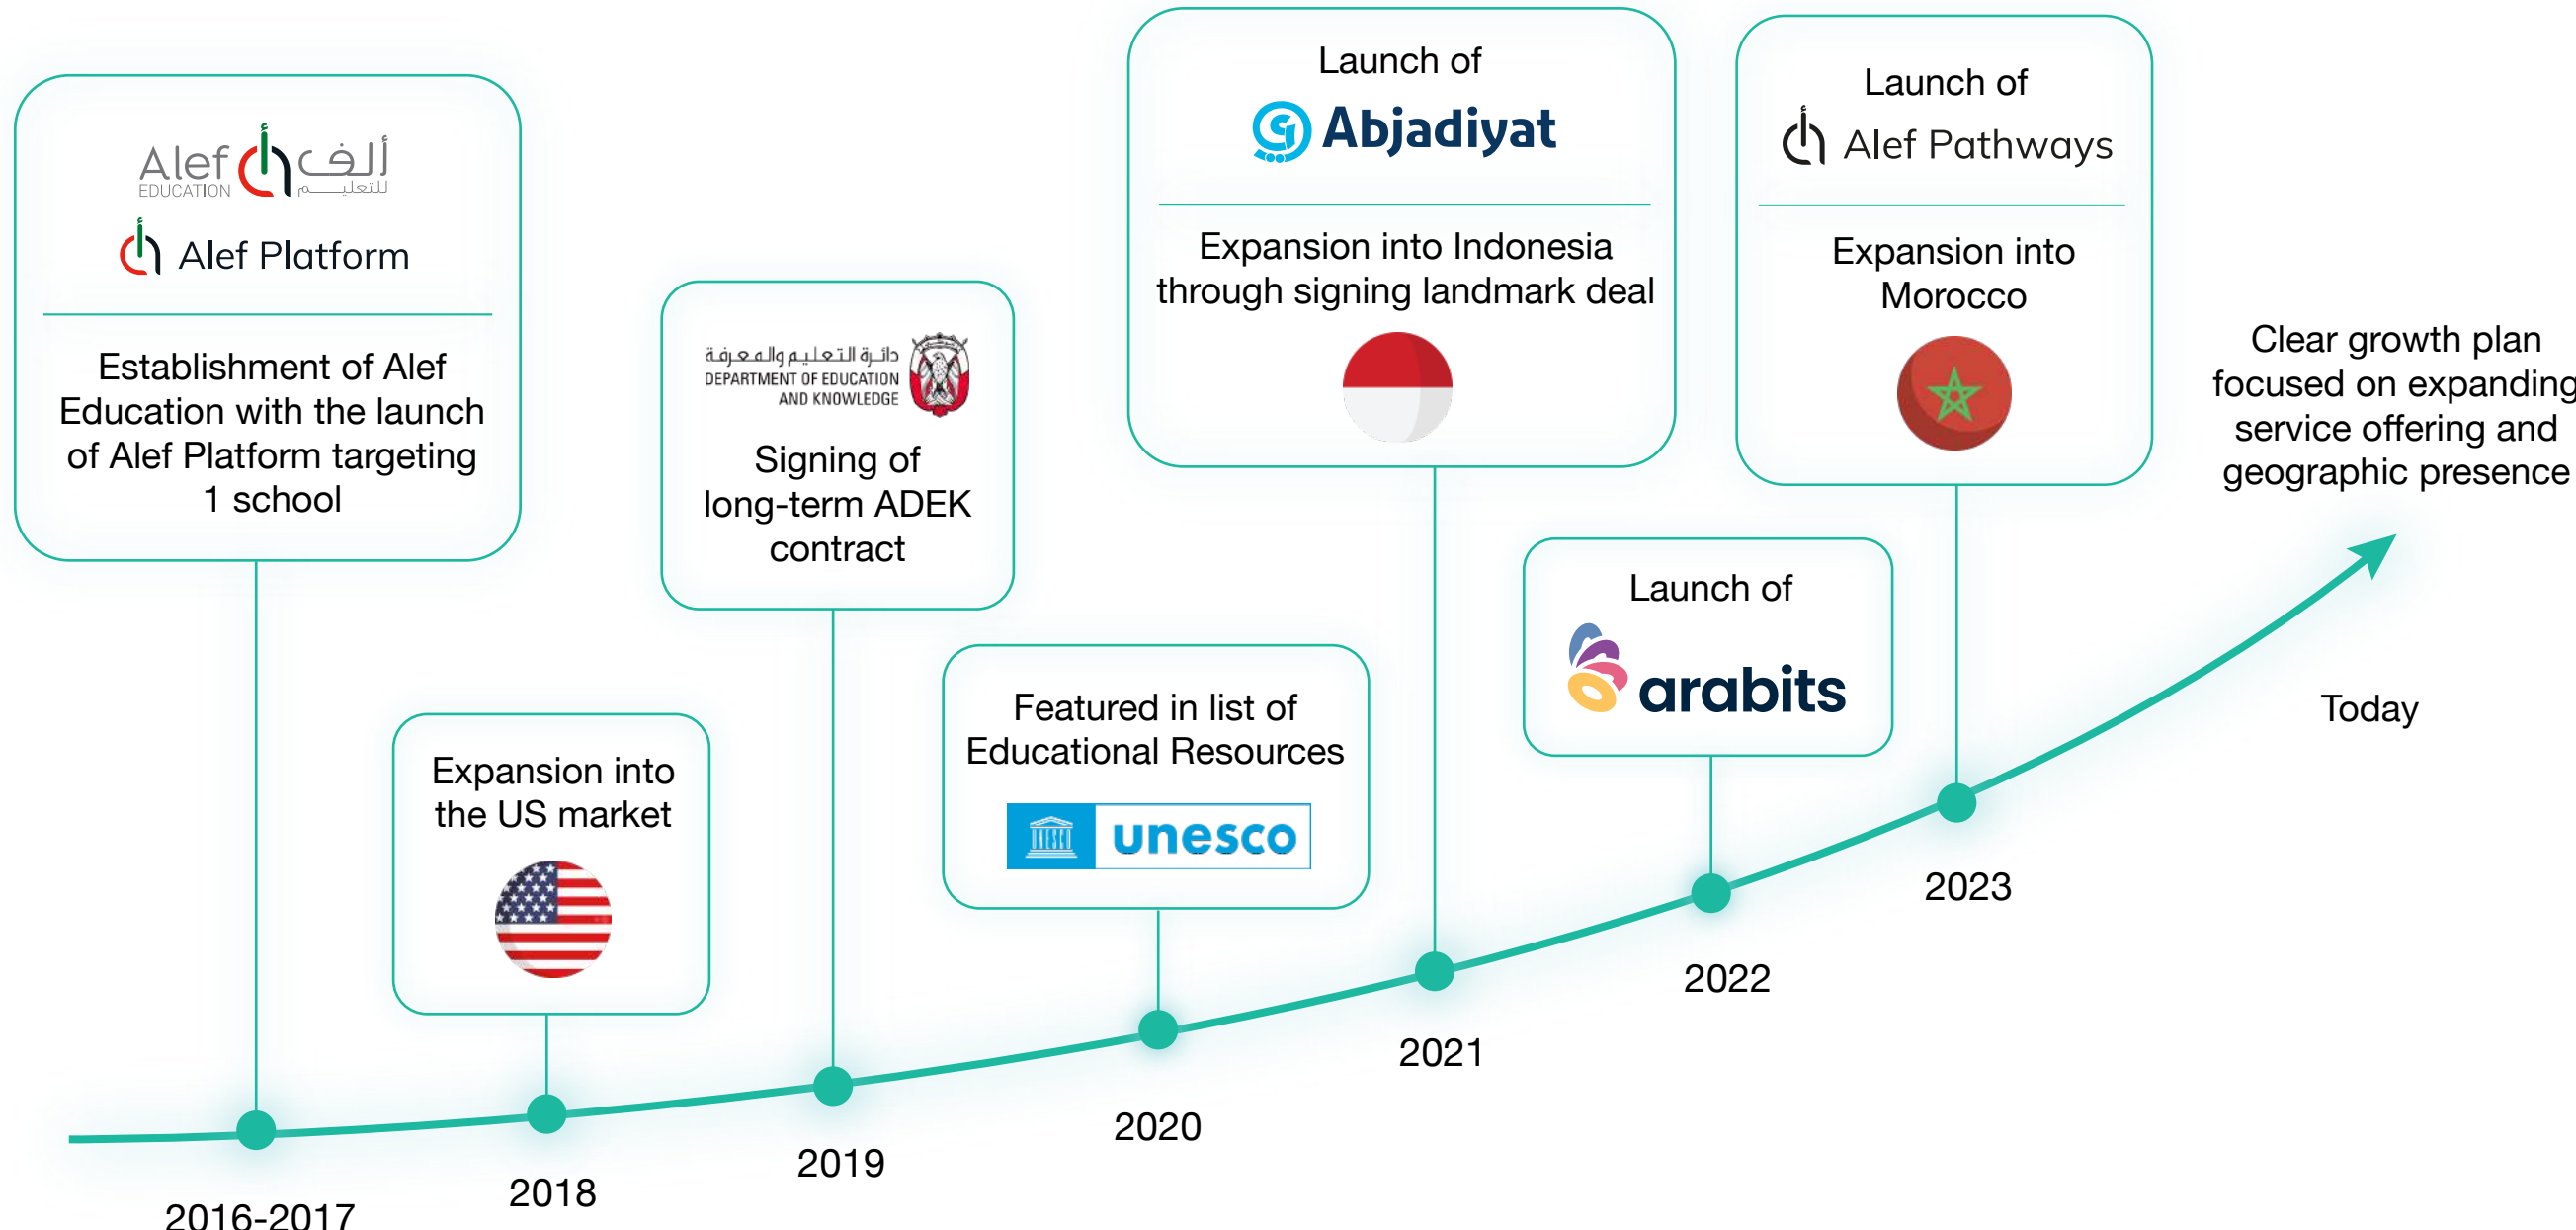 Alef
EDUCATION
ألف
للتعليم
Alef Platform
Establishment of Alef
Education with the launch
of Alef Platform targeting
1 school
2016-2017
Expansion into
the US market
2018
دائرة التعليم والمعرفة
DEPARTMENT OF EDUCATION
AND KNOWLEDGE
Signing of
long-term ADEK
contract
2019
Featured in list of
Educational Resources
UNESCO
unesco
2020
Launch of
Abjadiyat
Expansion into Indonesia
through signing landmark deal
2021
Launch of
arabits
2022
Launch of
Alef Pathways
Expansion into
Morocco
2023
Clear growth plan
focused on expanding
service offering and
geographic presence
Today